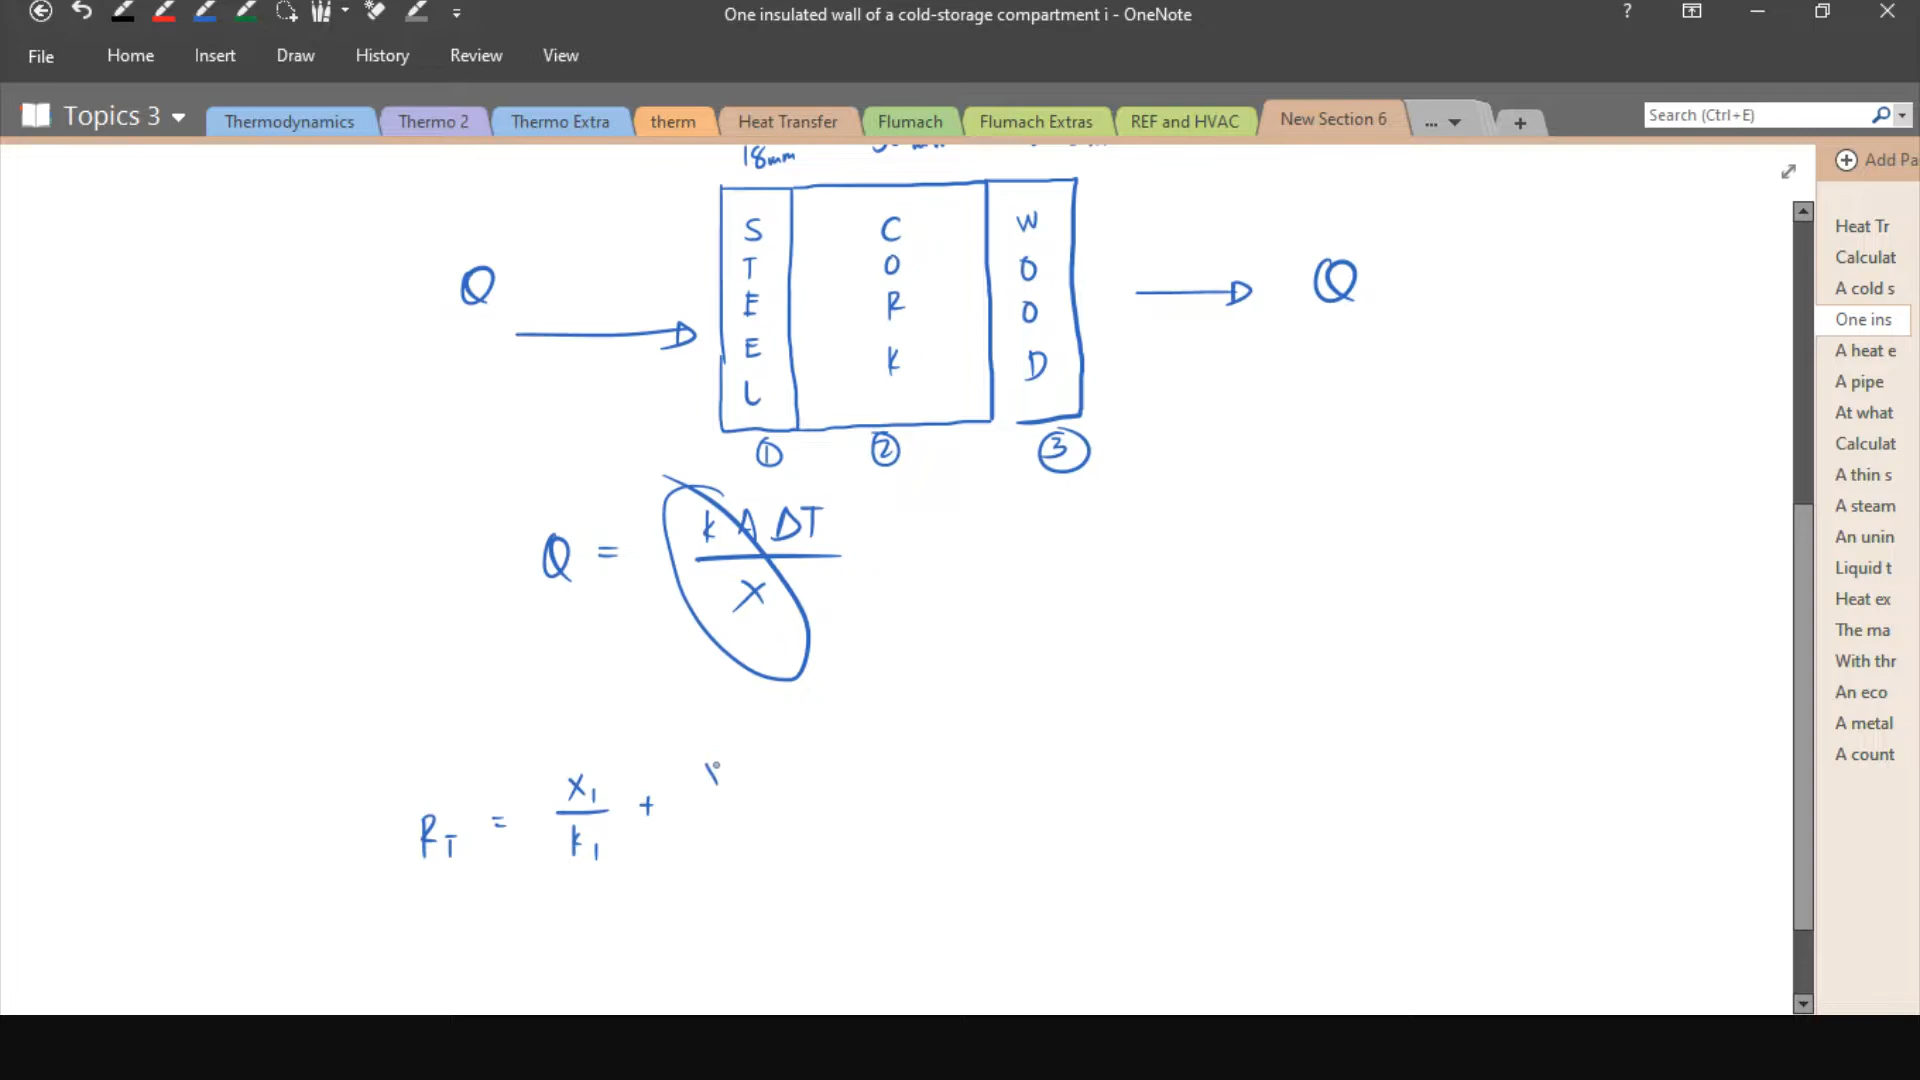 One insulated wall of a cold-storage compartment i - OneNote
?
File Home Insert Draw History Review View
Topics 3
Thermodynamics Thermo 2 Thermo Extra therm Heat Transfer Flumach Flumach Extras REF and HVAC New Section 6 ... +
Search (Ctrl+E)
Add Pa
18mm
S T E E L
C O R K
W O O D
Q
Q
① ② ③
Q = k A ΔT / x
R_T = x₁ / k₁ +
Heat Tr
Calculat
A cold s
One ins
A heat e
A pipe
At what
Calculat
A thin s
A steam
An unin
Liquid t
Heat ex
The ma
With thr
An eco
A metal
A count